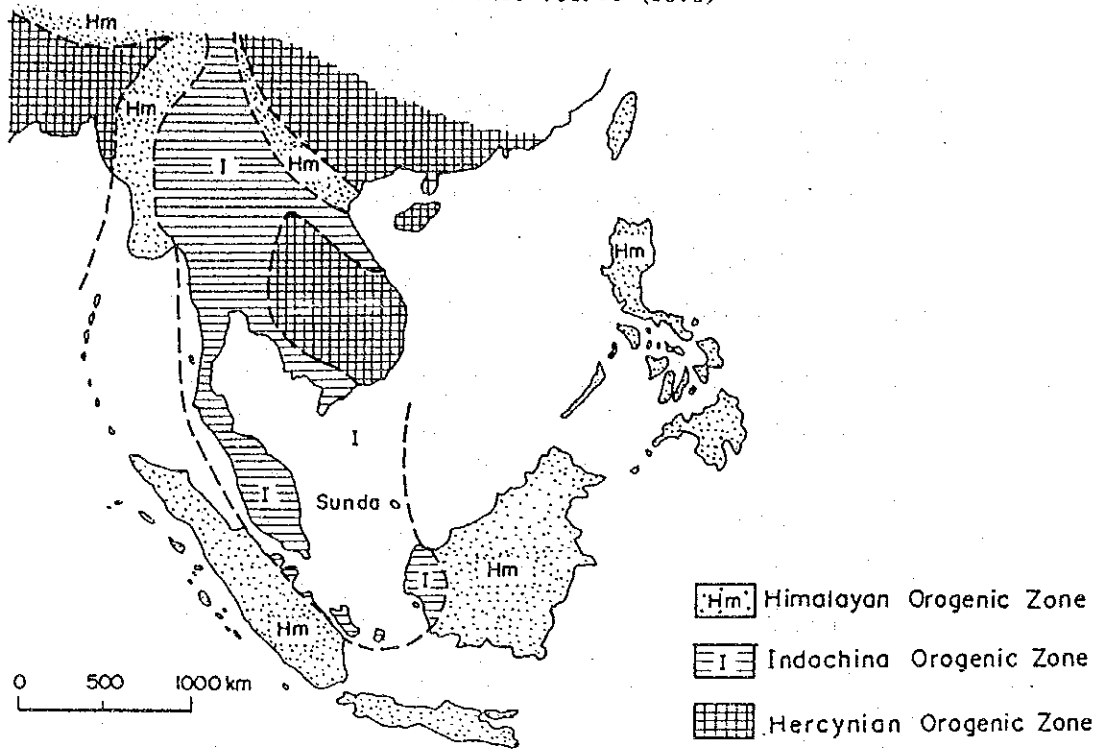 Hm
Hm
I
Hm
Hm
I
I
Sunda
I
Hm
Hm
0 500 1000 km
Hm Himalayan Orogenic Zone
I Indochina Orogenic Zone
Hercynian Orogenic Zone